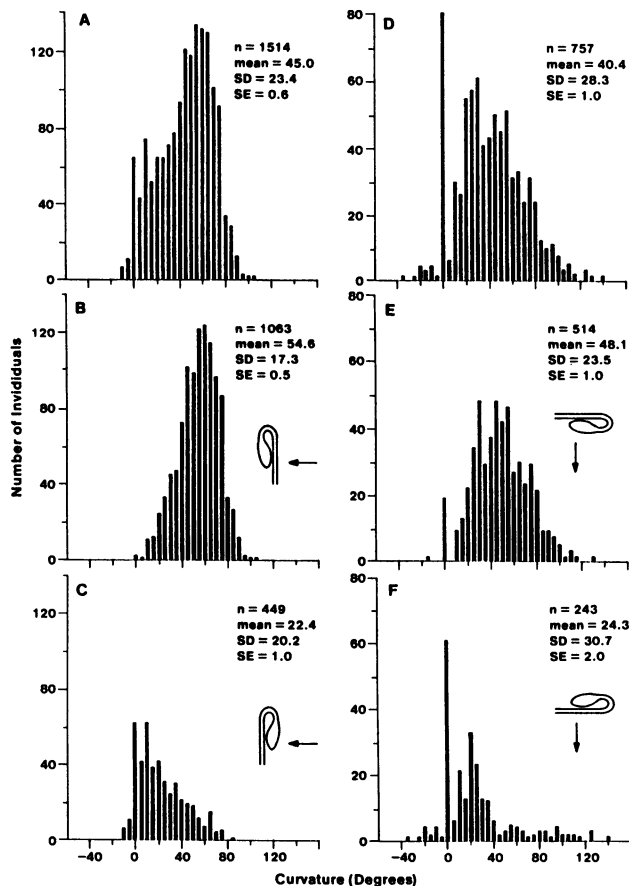 A
n = 1514
mean = 45.0
SD = 23.4
SE = 0.6
120
80
40
0
D
n = 757
mean = 40.4
SD = 28.3
SE = 1.0
80
60
40
20
0
B
n = 1063
mean = 54.6
SD = 17.3
SE = 0.5
120
80
40
0
E
n = 514
mean = 48.1
SD = 23.5
SE = 1.0
60
40
20
0
C
n = 449
mean = 22.4
SD = 20.2
SE = 1.0
120
80
40
0
-40 0 40 80 120
F
n = 243
mean = 24.3
SD = 30.7
SE = 2.0
80
60
40
20
0
-40 0 40 80 120
Number of Invididuals
Curvature (Degrees)